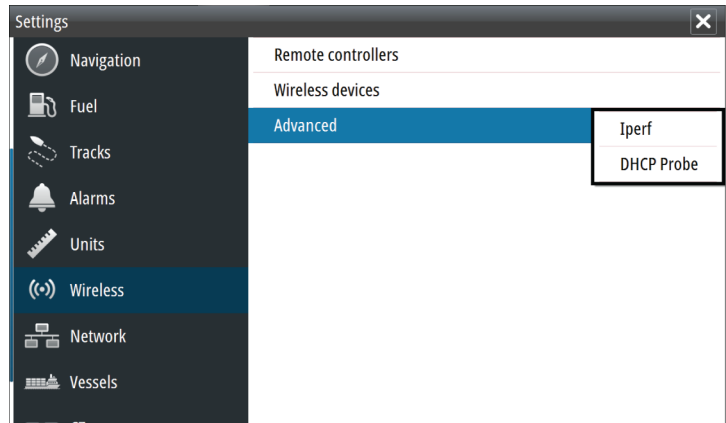 Settings
Navigation
Fuel
Tracks
Alarms
Units
Wireless
Network
Vessels
Remote controllers
Wireless devices
Advanced
Iperf
DHCP Probe